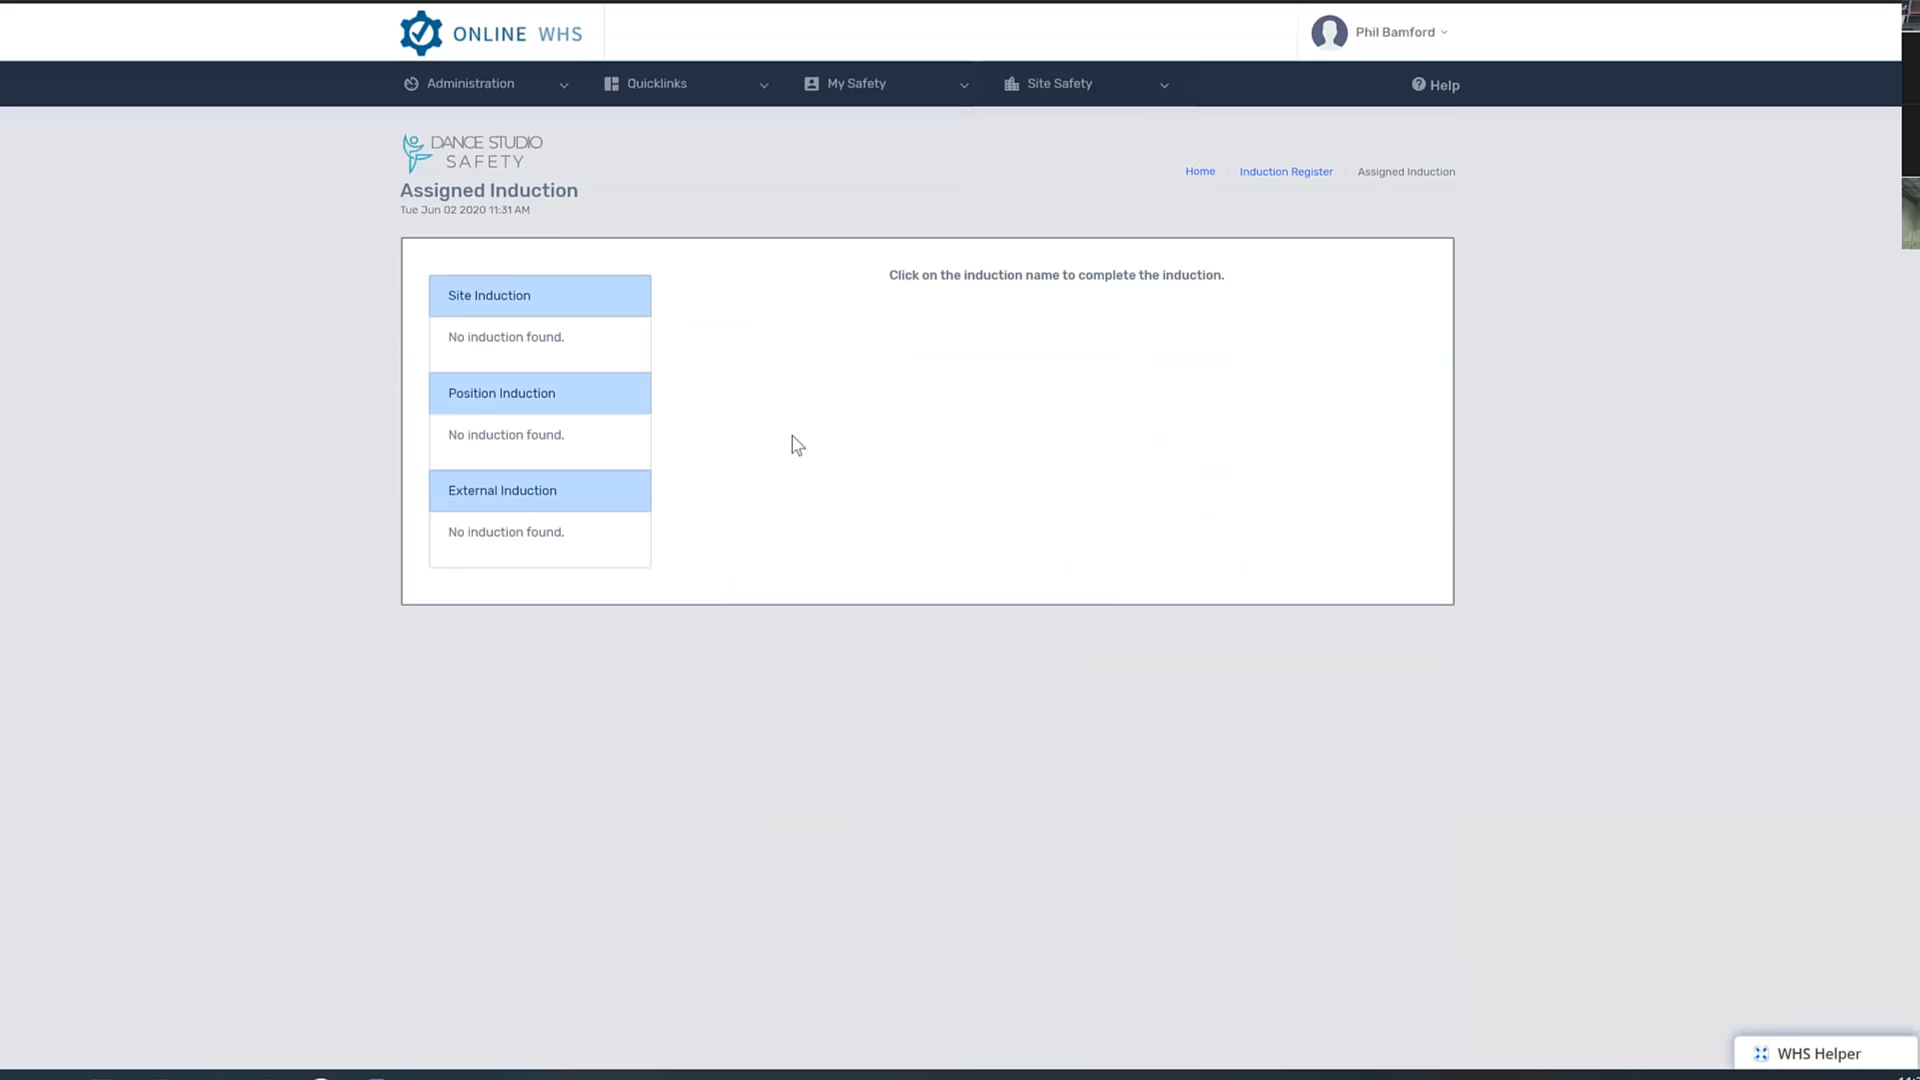 ONLINE WHS
Phil Bamford
Administration
Quicklinks
My Safety
Site Safety
Help
DANCE STUDIO
SAFETY
Assigned Induction
Tue Jun 02 2020 11:31 AM
Home
Induction Register
Assigned Induction
Click on the induction name to complete the induction.
Site Induction
No induction found.
Position Induction
No induction found.
External Induction
No induction found.
WHS Helper